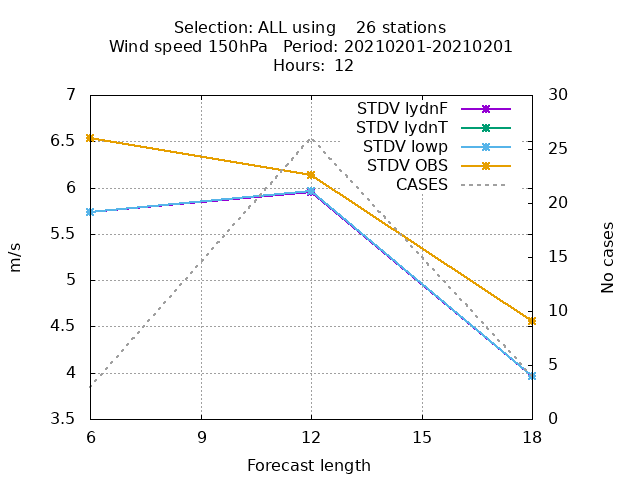 Selection: ALL using    26 stations
Wind speed 150hPa   Period: 20210201-20210201
Hours: 12
7
6.5
6
5.5
5
4.5
4
3.5
m/s
STDV lydnF
STDV lydnT
STDV lowp
STDV OBS
CASES
30
25
20
15
10
5
0
No cases
6 9 12 15 18
Forecast length